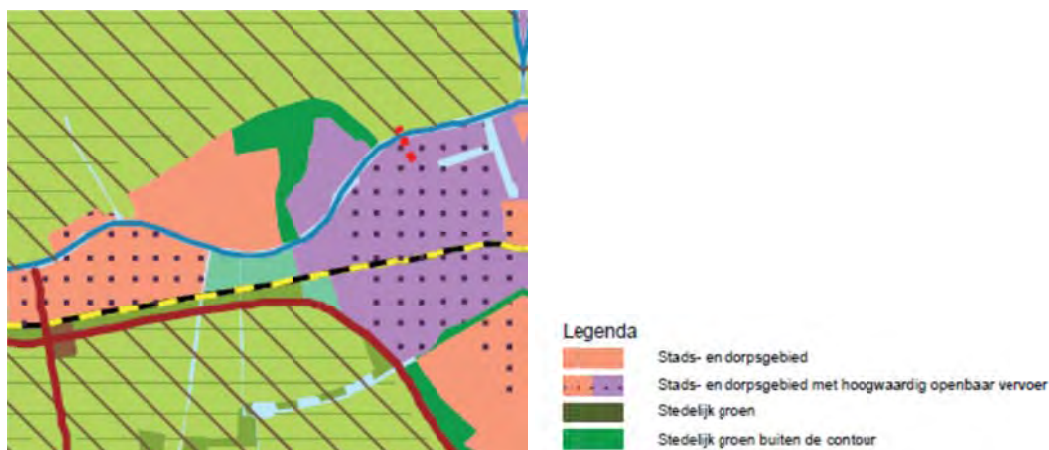 Legenda
Stads- en dorpsgebied
Stads- en dorpsgebied met hoogwaardig openbaar vervoer
Stedelijk groen
Stedelijk groen buiten de contour